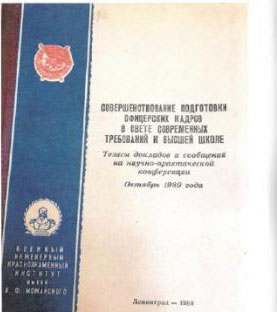 СОВЕРШЕНСТВОВАНИЕ ПОДГОТОВКИ
ОФИЦЕРСКИХ КАДРОВ
В СВЕТЕ СОВРЕМЕННЫХ
ТРЕБОВАНИЙ К ВЫСШЕЙ ШКОЛЕ
Тезисы докладов и сообщений
на научно-практической
конференции
Октябрь 1989 года
ВОЕННЫЙ
ИНЖЕНЕРНЫЙ
КРАСНОЗНАМЕННЫЙ
ИНСТИТУТ
ИМЕНИ
А. Ф. МОЖАЙСКОГО
Ленинград — 1989